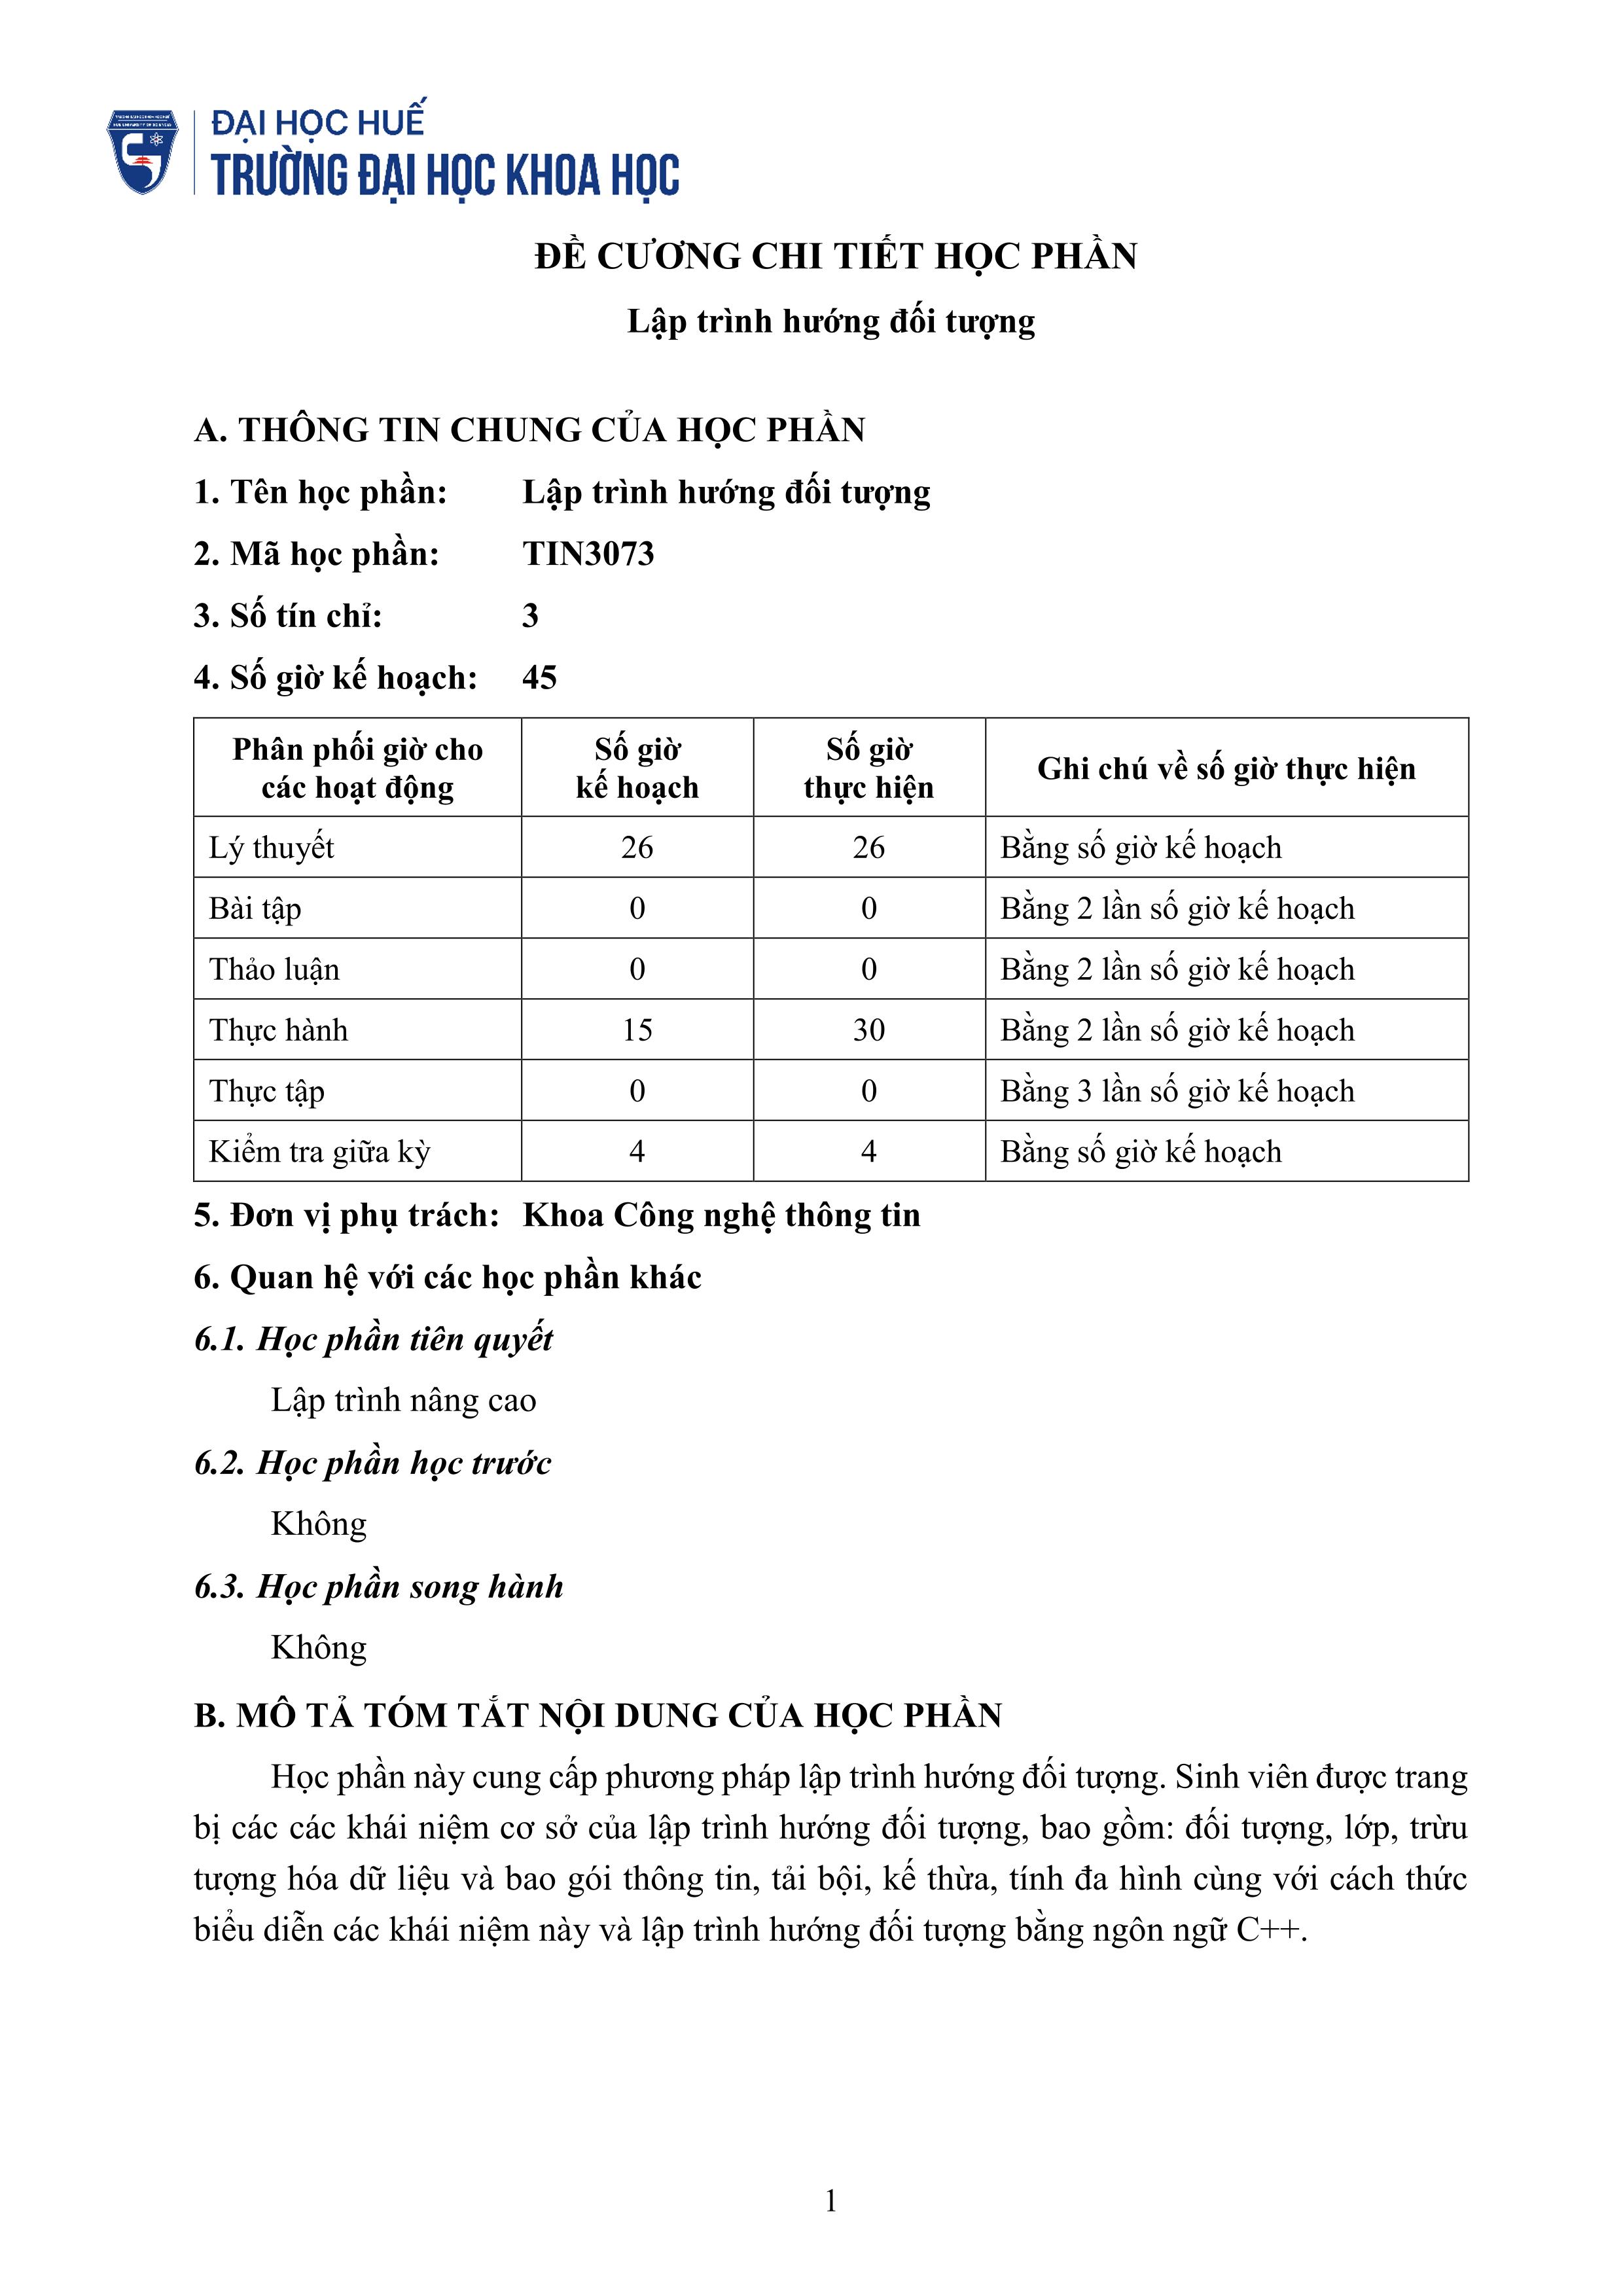 ĐẠI HỌC HUẾ
TRƯỜNG ĐẠI HỌC KHOA HỌC
ĐỀ CƯƠNG CHI TIẾT HỌC PHẦN
Lập trình hướng đối tượng
A. THÔNG TIN CHUNG CỦA HỌC PHẦN
1. Tên học phần: Lập trình hướng đối tượng
2. Mã học phần: TIN3073
3. Số tín chỉ: 3
4. Số giờ kế hoạch: 45
Phân phối giờ cho các hoạt động | Số giờ kế hoạch | Số giờ thực hiện | Ghi chú về số giờ thực hiện
Lý thuyết | 26 | 26 | Bằng số giờ kế hoạch
Bài tập | 0 | 0 | Bằng 2 lần số giờ kế hoạch
Thảo luận | 0 | 0 | Bằng 2 lần số giờ kế hoạch
Thực hành | 15 | 30 | Bằng 2 lần số giờ kế hoạch
Thực tập | 0 | 0 | Bằng 3 lần số giờ kế hoạch
Kiểm tra giữa kỳ | 4 | 4 | Bằng số giờ kế hoạch
5. Đơn vị phụ trách: Khoa Công nghệ thông tin
6. Quan hệ với các học phần khác
6.1. Học phần tiên quyết
Lập trình nâng cao
6.2. Học phần học trước
Không
6.3. Học phần song hành
Không
B. MÔ TẢ TÓM TẮT NỘI DUNG CỦA HỌC PHẦN
Học phần này cung cấp phương pháp lập trình hướng đối tượng. Sinh viên được trang
bị các các khái niệm cơ sở của lập trình hướng đối tượng, bao gồm: đối tượng, lớp, trừu
tượng hóa dữ liệu và bao gói thông tin, tải bội, kế thừa, tính đa hình cùng với cách thức
biểu diễn các khái niệm này và lập trình hướng đối tượng bằng ngôn ngữ C++.
1